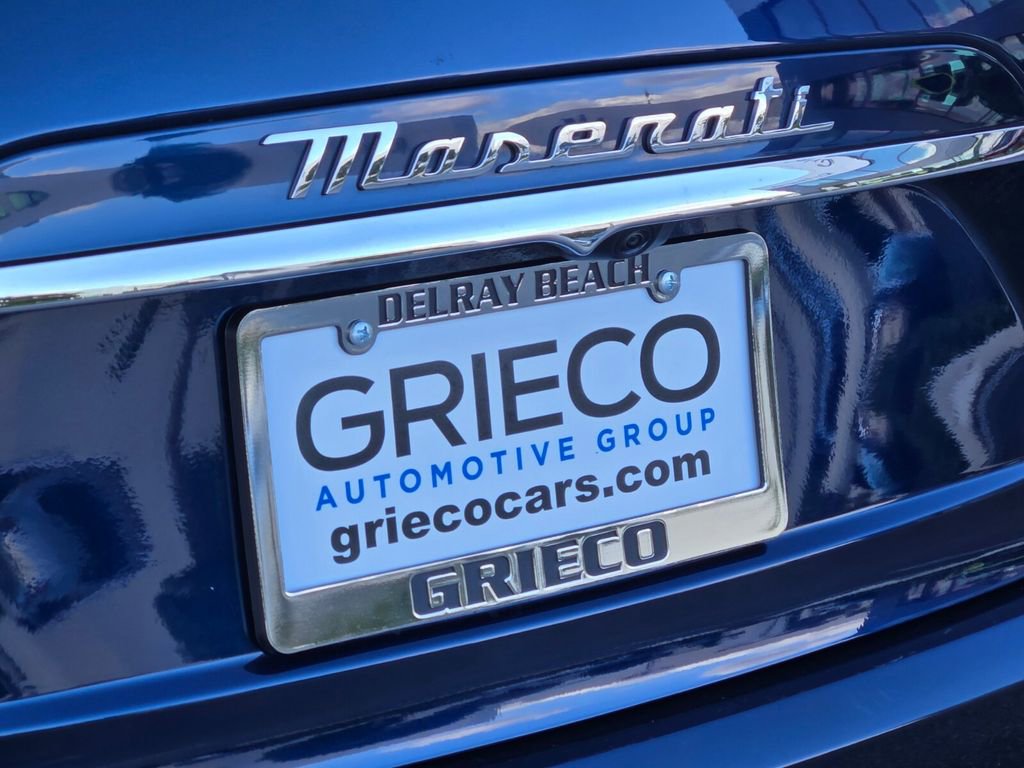 Maserati
DELRAY BEACH
GRIECO
AUTOMOTIVE GROUP
griecocars.com
GRIECO